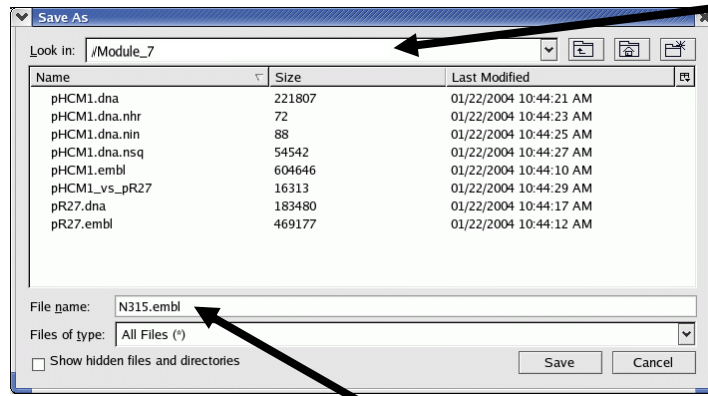 Save As
Look in: /Module_7
Name Size Last Modified
pHCM1.dna 221807 01/22/2004 10:44:21 AM
pHCM1.dna.nhr 72 01/22/2004 10:44:23 AM
pHCM1.dna.nin 88 01/22/2004 10:44:25 AM
pHCM1.dna.nsq 54542 01/22/2004 10:44:27 AM
pHCM1.embl 604646 01/22/2004 10:44:10 AM
pHCM1_vs_pR27 16313 01/22/2004 10:44:29 AM
pR27.dna 183480 01/22/2004 10:44:17 AM
pR27.embl 469177 01/22/2004 10:44:12 AM
File name: N315.embl
Files of type: All Files (*)
Show hidden files and directories Save Cancel